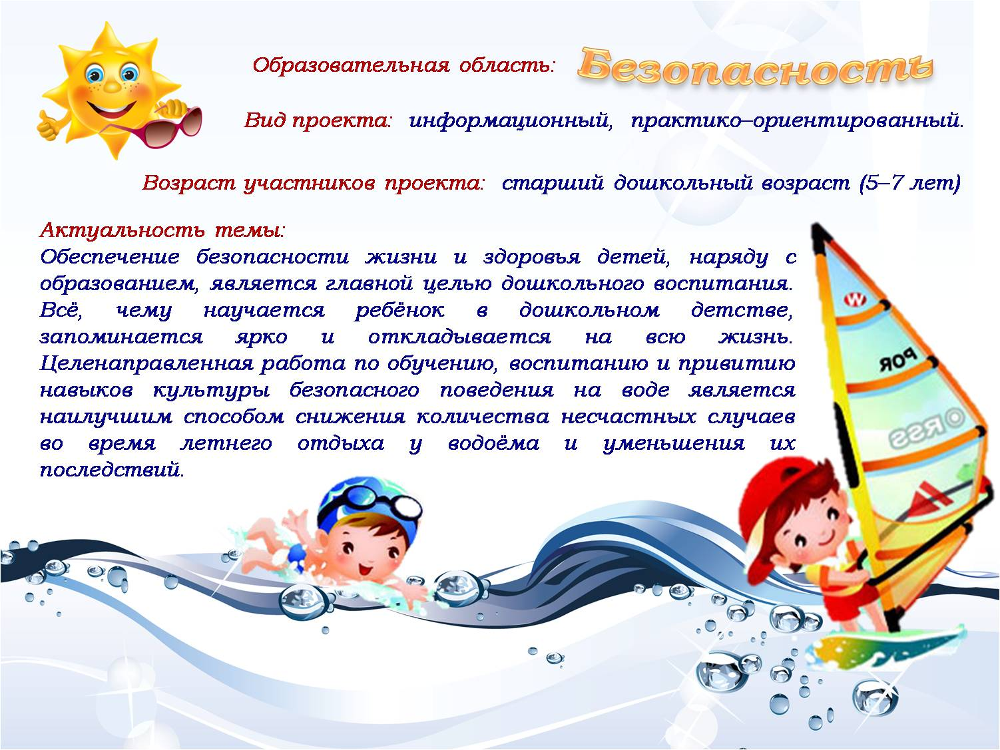 Образовательная область: Безопасность
Вид проекта: информационный, практико–ориентированный.
Возраст участников проекта: старший дошкольный возраст (5–7 лет)
Актуальность темы:
Обеспечение безопасности жизни и здоровья детей, наряду с
образованием, является главной целью дошкольного воспитания.
Всё, чему научается ребёнок в дошкольном детстве,
запоминается ярко и откладывается на всю жизнь.
Целенаправленная работа по обучению, воспитанию и привитию
навыков культуры безопасного поведения на воде является
наилучшим способом снижения количества несчастных случаев
во время летнего отдыха у водоёма и уменьшения их
последствий.
W
POR
RSS